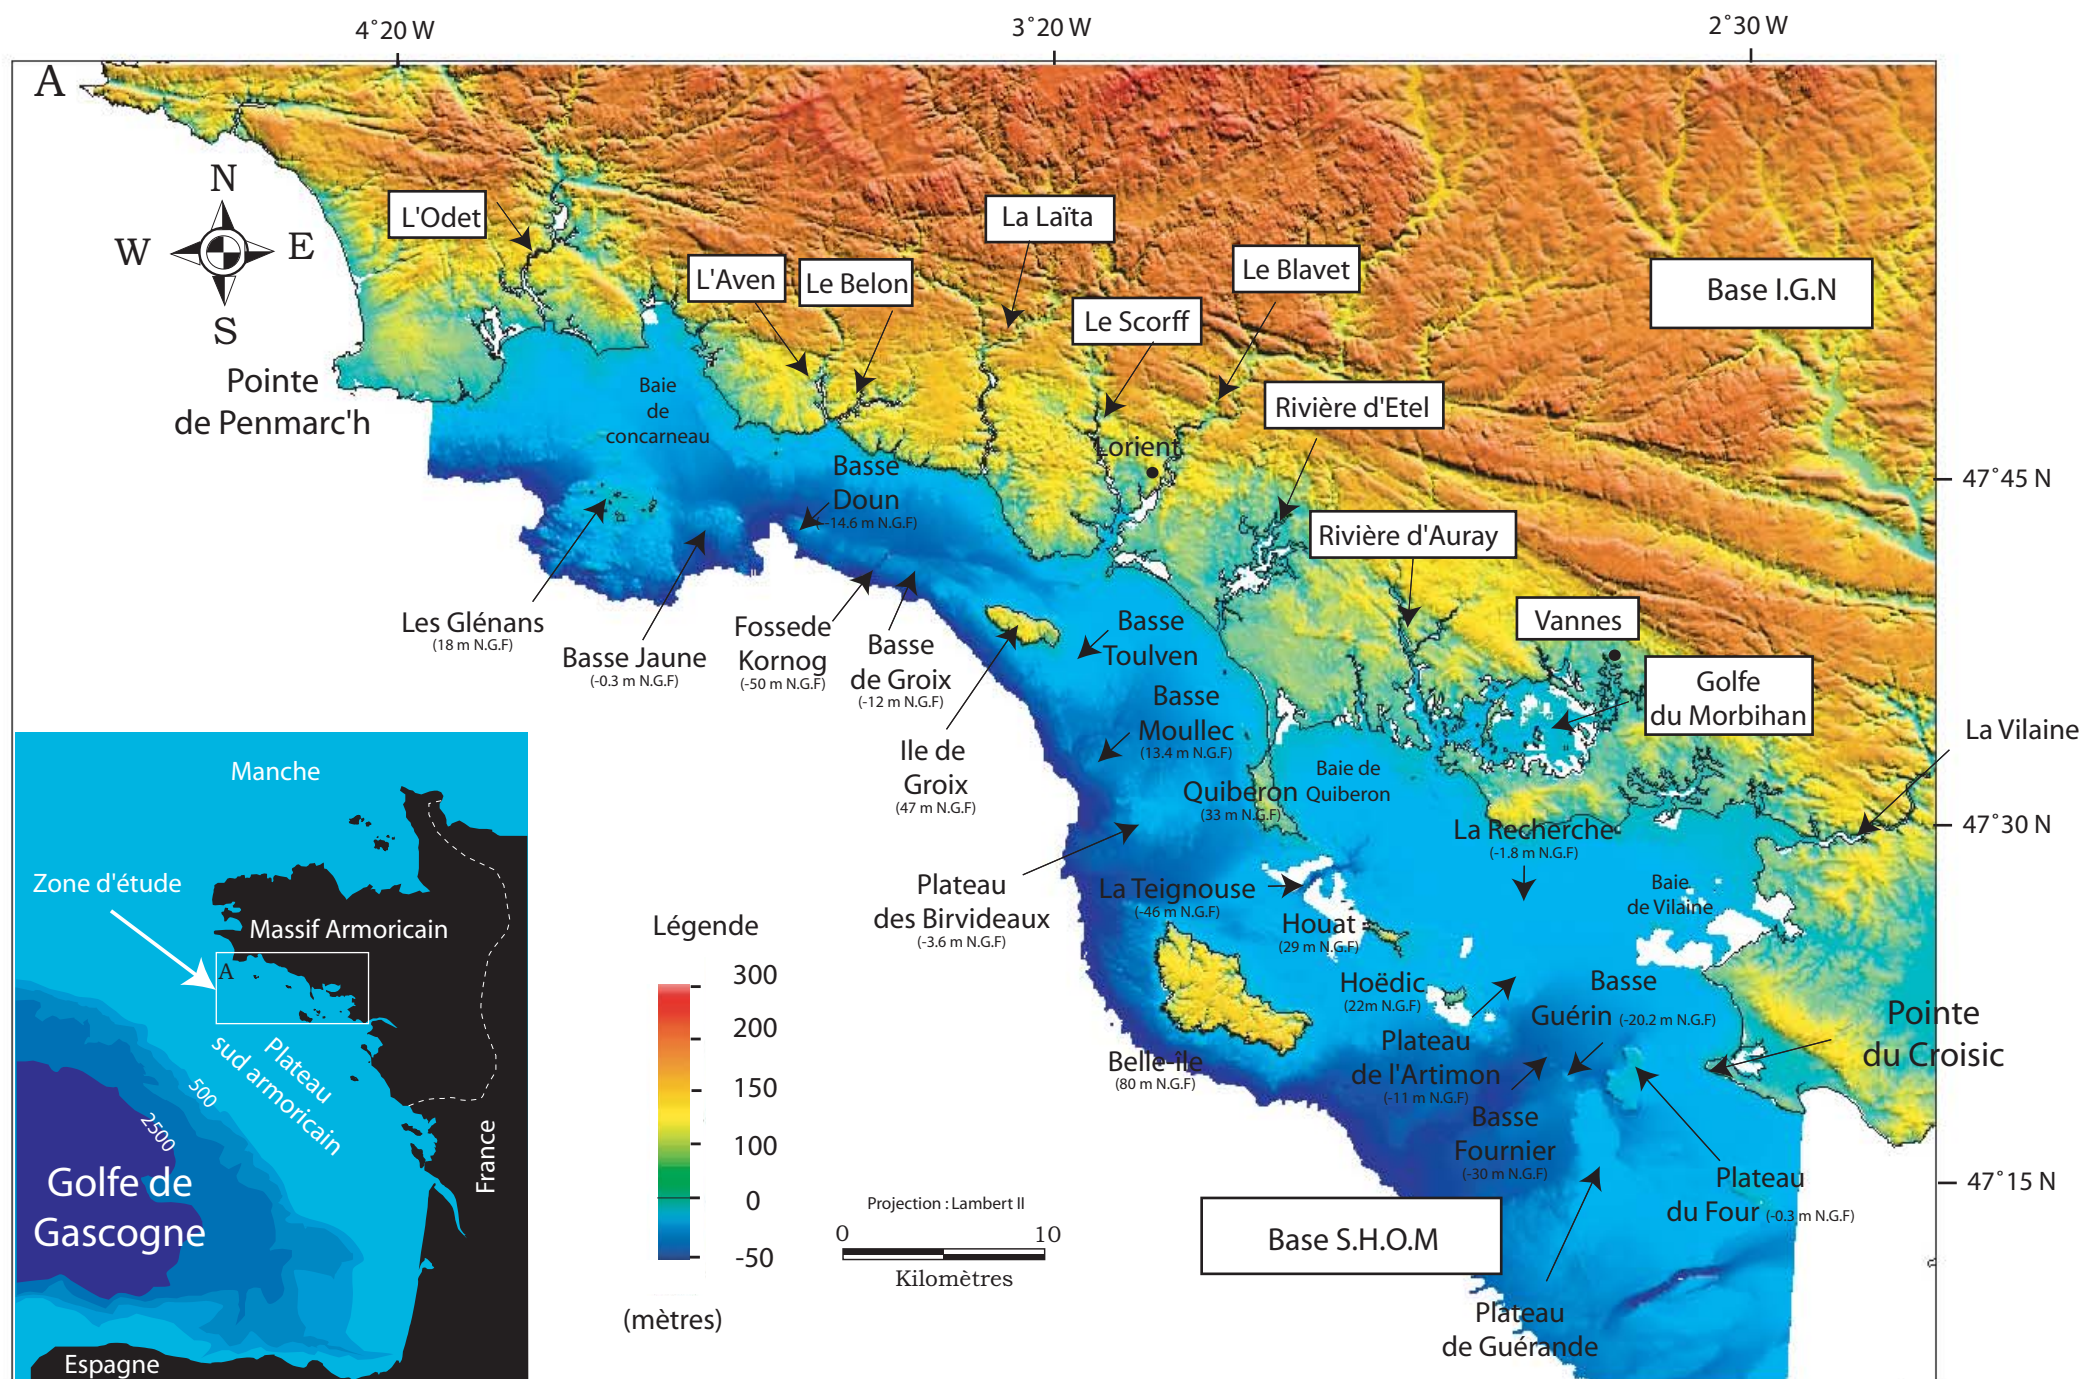 4°20 W
3°20 W
2°30 W
A
N
W
E
S
L'Odet
La Laïta
L'Aven
Le Belon
Le Blavet
Le Scorff
Base I.G.N
Pointe
de Penmarc'h
Baie
de
concarneau
Rivière d'Etel
Lorient
47°45 N
Basse
Doun
(-14.6 m N.G.F)
Rivière d'Auray
Les Glénans
(18 m N.G.F)
Basse Jaune
(-0.3 m N.G.F)
Fossede
Kornog
(-50 m N.G.F)
Basse
de Groix
(-12 m N.G.F)
Basse
Toulven
Vannes
Golfe
du Morbihan
Basse
Moullec
(13.4 m N.G.F)
Ile de
Groix
(47 m N.G.F)
La Vilaine
Quiberon
(33 m N.G.F)
Baie de
Quiberon
La Recherche
(-1.8 m N.G.F)
47°30 N
Plateau
des Birvideaux
(-3.6 m N.G.F)
La Teignouse
(-46 m N.G.F)
Houat
(29 m N.G.F)
Baie
de Vilaine
Hoëdic
(22m N.G.F)
Basse
Guérin (-20.2 m N.G.F)
Pointe
du Croisic
Belle-île
(80 m N.G.F)
Plateau
de l'Artimon
(-11 m N.G.F)
Basse
Fournier
(-30 m N.G.F)
Plateau
du Four (-0.3 m N.G.F)
47°15 N
Base S.H.O.M
Plateau
de Guérande
Manche
Zone d'étude
Massif Armoricain
A
Plateau
sud armoricain
500
2500
Golfe de
Gascogne
France
Espagne
Légende
300
200
150
100
0
-50
(mètres)
Projection : Lambert II
0
10
Kilomètres